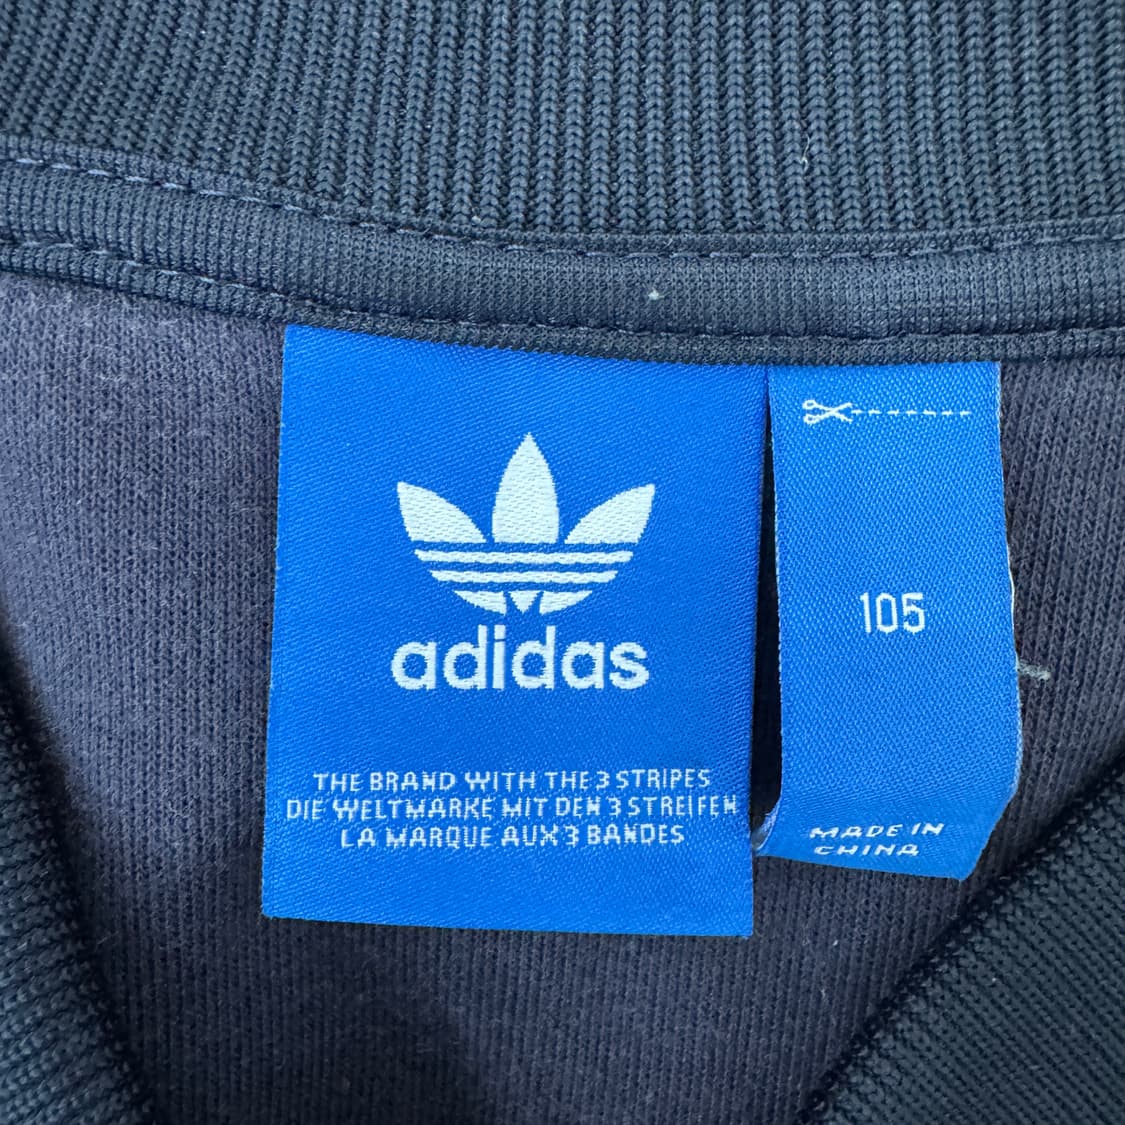 adidas
THE BRAND WITH THE 3 STRIPES
DIE WELTMARKE MIT DEN 3 STREIFEN
LA MARQUE AUX 3 BANDES
105
MADE IN
CHINA